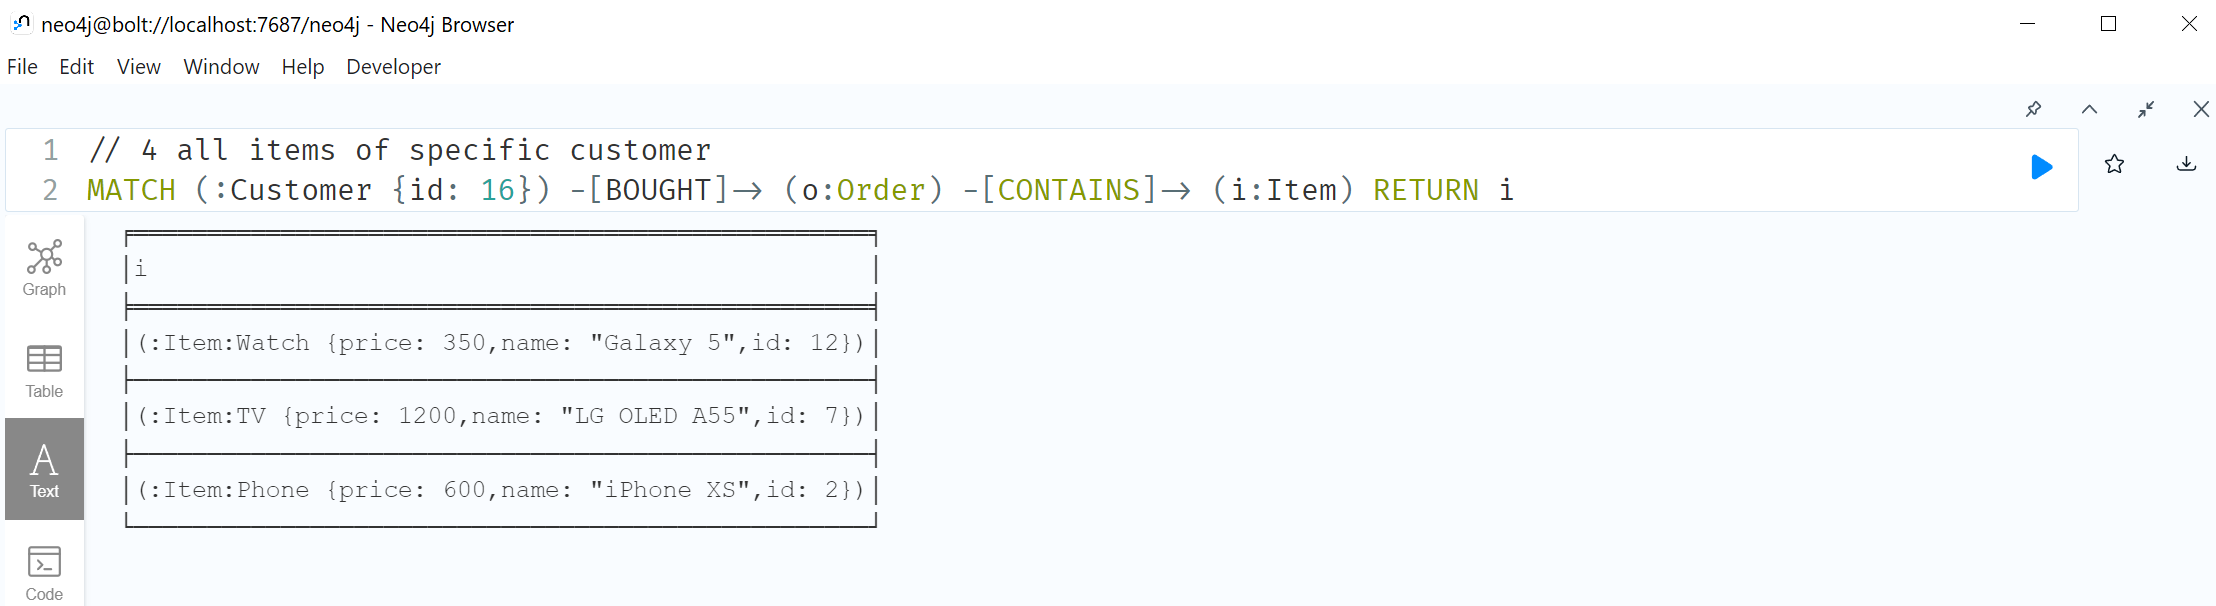 neo4j@bolt://localhost:7687/neo4j - Neo4j Browser
File Edit View Window Help Developer
1 // 4 all items of specific customer
2 MATCH (:Customer {id: 16}) -[BOUGHT]-> (o:Order) -[CONTAINS]-> (i:Item) RETURN i
Graph
Table
Text
Code
i
(:Item:Watch {price: 350,name: "Galaxy 5",id: 12})
(:Item:TV {price: 1200,name: "LG OLED A55",id: 7})
(:Item:Phone {price: 600,name: "iPhone XS",id: 2})